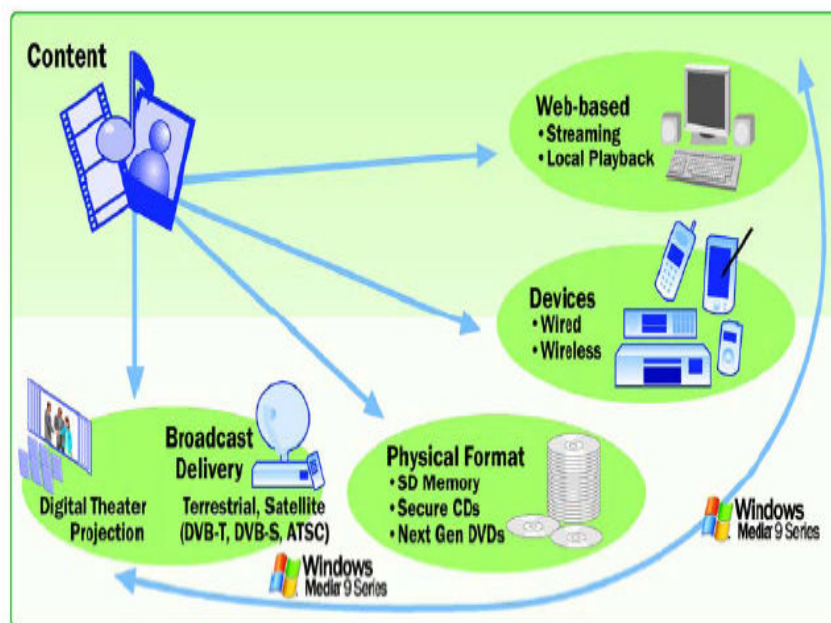 Content
Web-based
• Streaming
• Local Playback
Devices
• Wired
• Wireless
Broadcast
Delivery
Digital Theater
Projection
Terrestrial, Satellite
(DVB-T, DVB-S, ATSC)
Physical Format
• SD Memory
• Secure CDs
• Next Gen DVDs
Windows
Media 9 Series
Windows
Media 9 Series